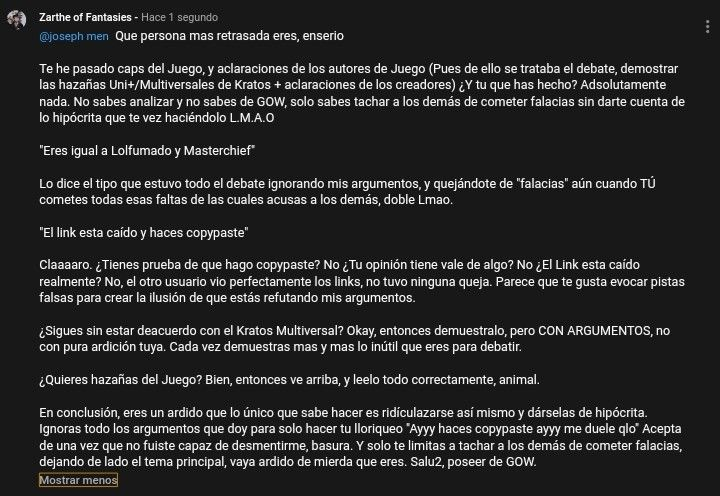 Zarthe of Fantasies - Hace 1 segundo
@joseph men Que persona mas retrasada eres, enserio
Te he pasado caps del Juego, y aclaraciones de los autores de Juego (Pues de ello se trataba el debate, demostrar
las hazañas Uni+/Multiversales de Kratos + aclaraciones de los creadores) ¿Y tu que has hecho? Adsolutamente
nada. No sabes analizar y no sabes de GOW, solo sabes tachar a los demás de cometer falacias sin darte cuenta de
lo hipócrita que te vez haciéndolo L.M.A.O
"Eres igual a Lolfumado y Masterchief"
Lo dice el tipo que estuvo todo el debate ignorando mis argumentos, y quejándote de "falacias" aún cuando TÚ
cometes todas esas faltas de las cuales acusas a los demás, doble Lmao.
"El link esta caído y haces copypaste"
Claaaaro. ¿Tienes prueba de que hago copypaste? No ¿Tu opinión tiene vale de algo? No ¿El Link esta caído
realmente? No, el otro usuario vio perfectamente los links, no tuvo ninguna queja. Parece que te gusta evocar pistas
falsas para crear la ilusión de que estás refutando mis argumentos.
¿Sigues sin estar deacuerdo con el Kratos Multiversal? Okay, entonces demuestralo, pero CON ARGUMENTOS, no
con pura ardición tuya. Cada vez demuestras mas y mas lo inútil que eres para debatir.
¿Quieres hazañas del Juego? Bien, entonces ve arriba, y leelo todo correctamente, animal.
En conclusión, eres un ardido que lo único que sabe hacer es ridículazarse así mismo y dárselas de hipócrita.
Ignoras todo los argumentos que doy para solo hacer tu lloriqueo "Ayyy haces copypaste ayyy me duele qlo" Acepta
de una vez que no fuiste capaz de desmentirme, basura. Y solo te limitas a tachar a los demás de cometer falacias,
dejando de lado el tema principal, vaya ardido de mierda que eres. Salu2, poseer de GOW.
Mostrar menos